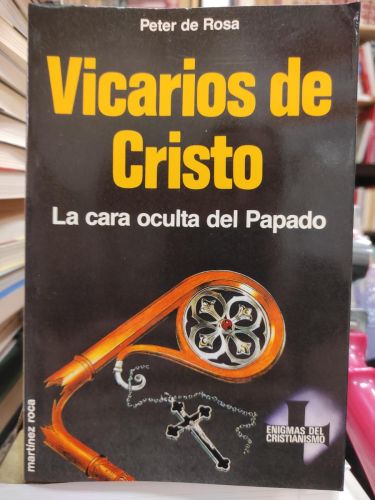 Peter de Rosa
Vicarios de
Cristo
La cara oculta del Papado
martínez roca
ENIGMAS DEL
CRISTIANISMO